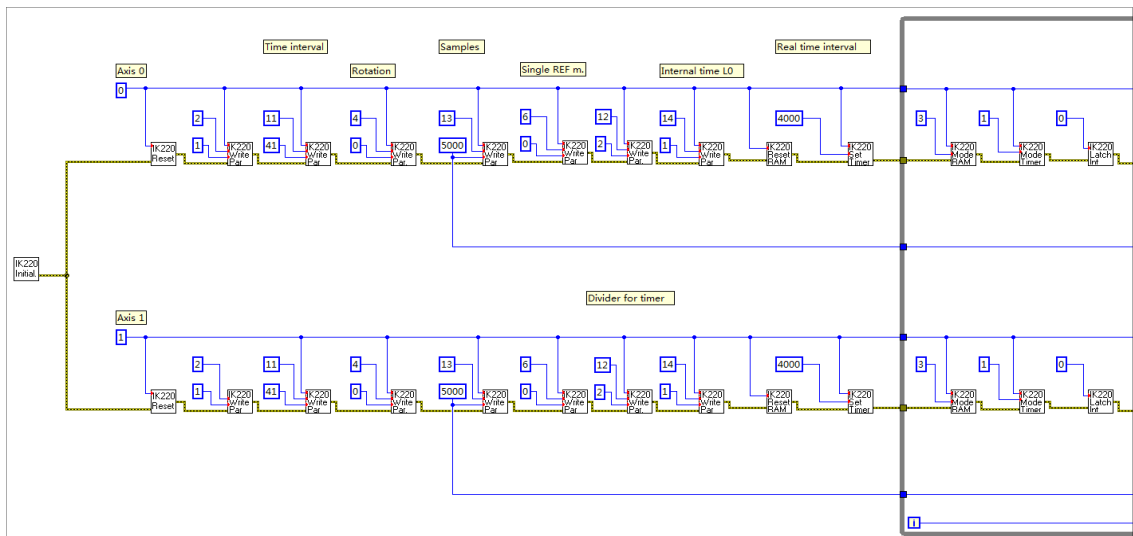 Time interval
Samples
Real time interval
Axis 0
Rotation
Single REF m.
Internal time L0
0
2
11
4
13
6
12
14
4000
3
1
0
1
41
0
5000
0
2
1
IK220
Reset
IK220
Write
Par.
IK220
Write
Par.
IK220
Write
Par.
IK220
Write
Par.
IK220
Write
Par.
IK220
Write
Par.
IK220
Write
Par.
IK220
Reset
RAM
IK220
Set
Timer
IK220
Mode
RAM
IK220
Mode
Timer
IK220
Latch
Int
IK220
Initial.
Divider for timer
Axis 1
1
2
11
4
13
6
12
14
4000
3
1
0
1
41
0
5000
0
2
1
IK220
Reset
IK220
Write
Par.
IK220
Write
Par.
IK220
Write
Par.
IK220
Write
Par.
IK220
Write
Par.
IK220
Write
Par.
IK220
Write
Par.
IK220
Reset
RAM
IK220
Set
Timer
IK220
Mode
RAM
IK220
Mode
Timer
IK220
Latch
Int
i